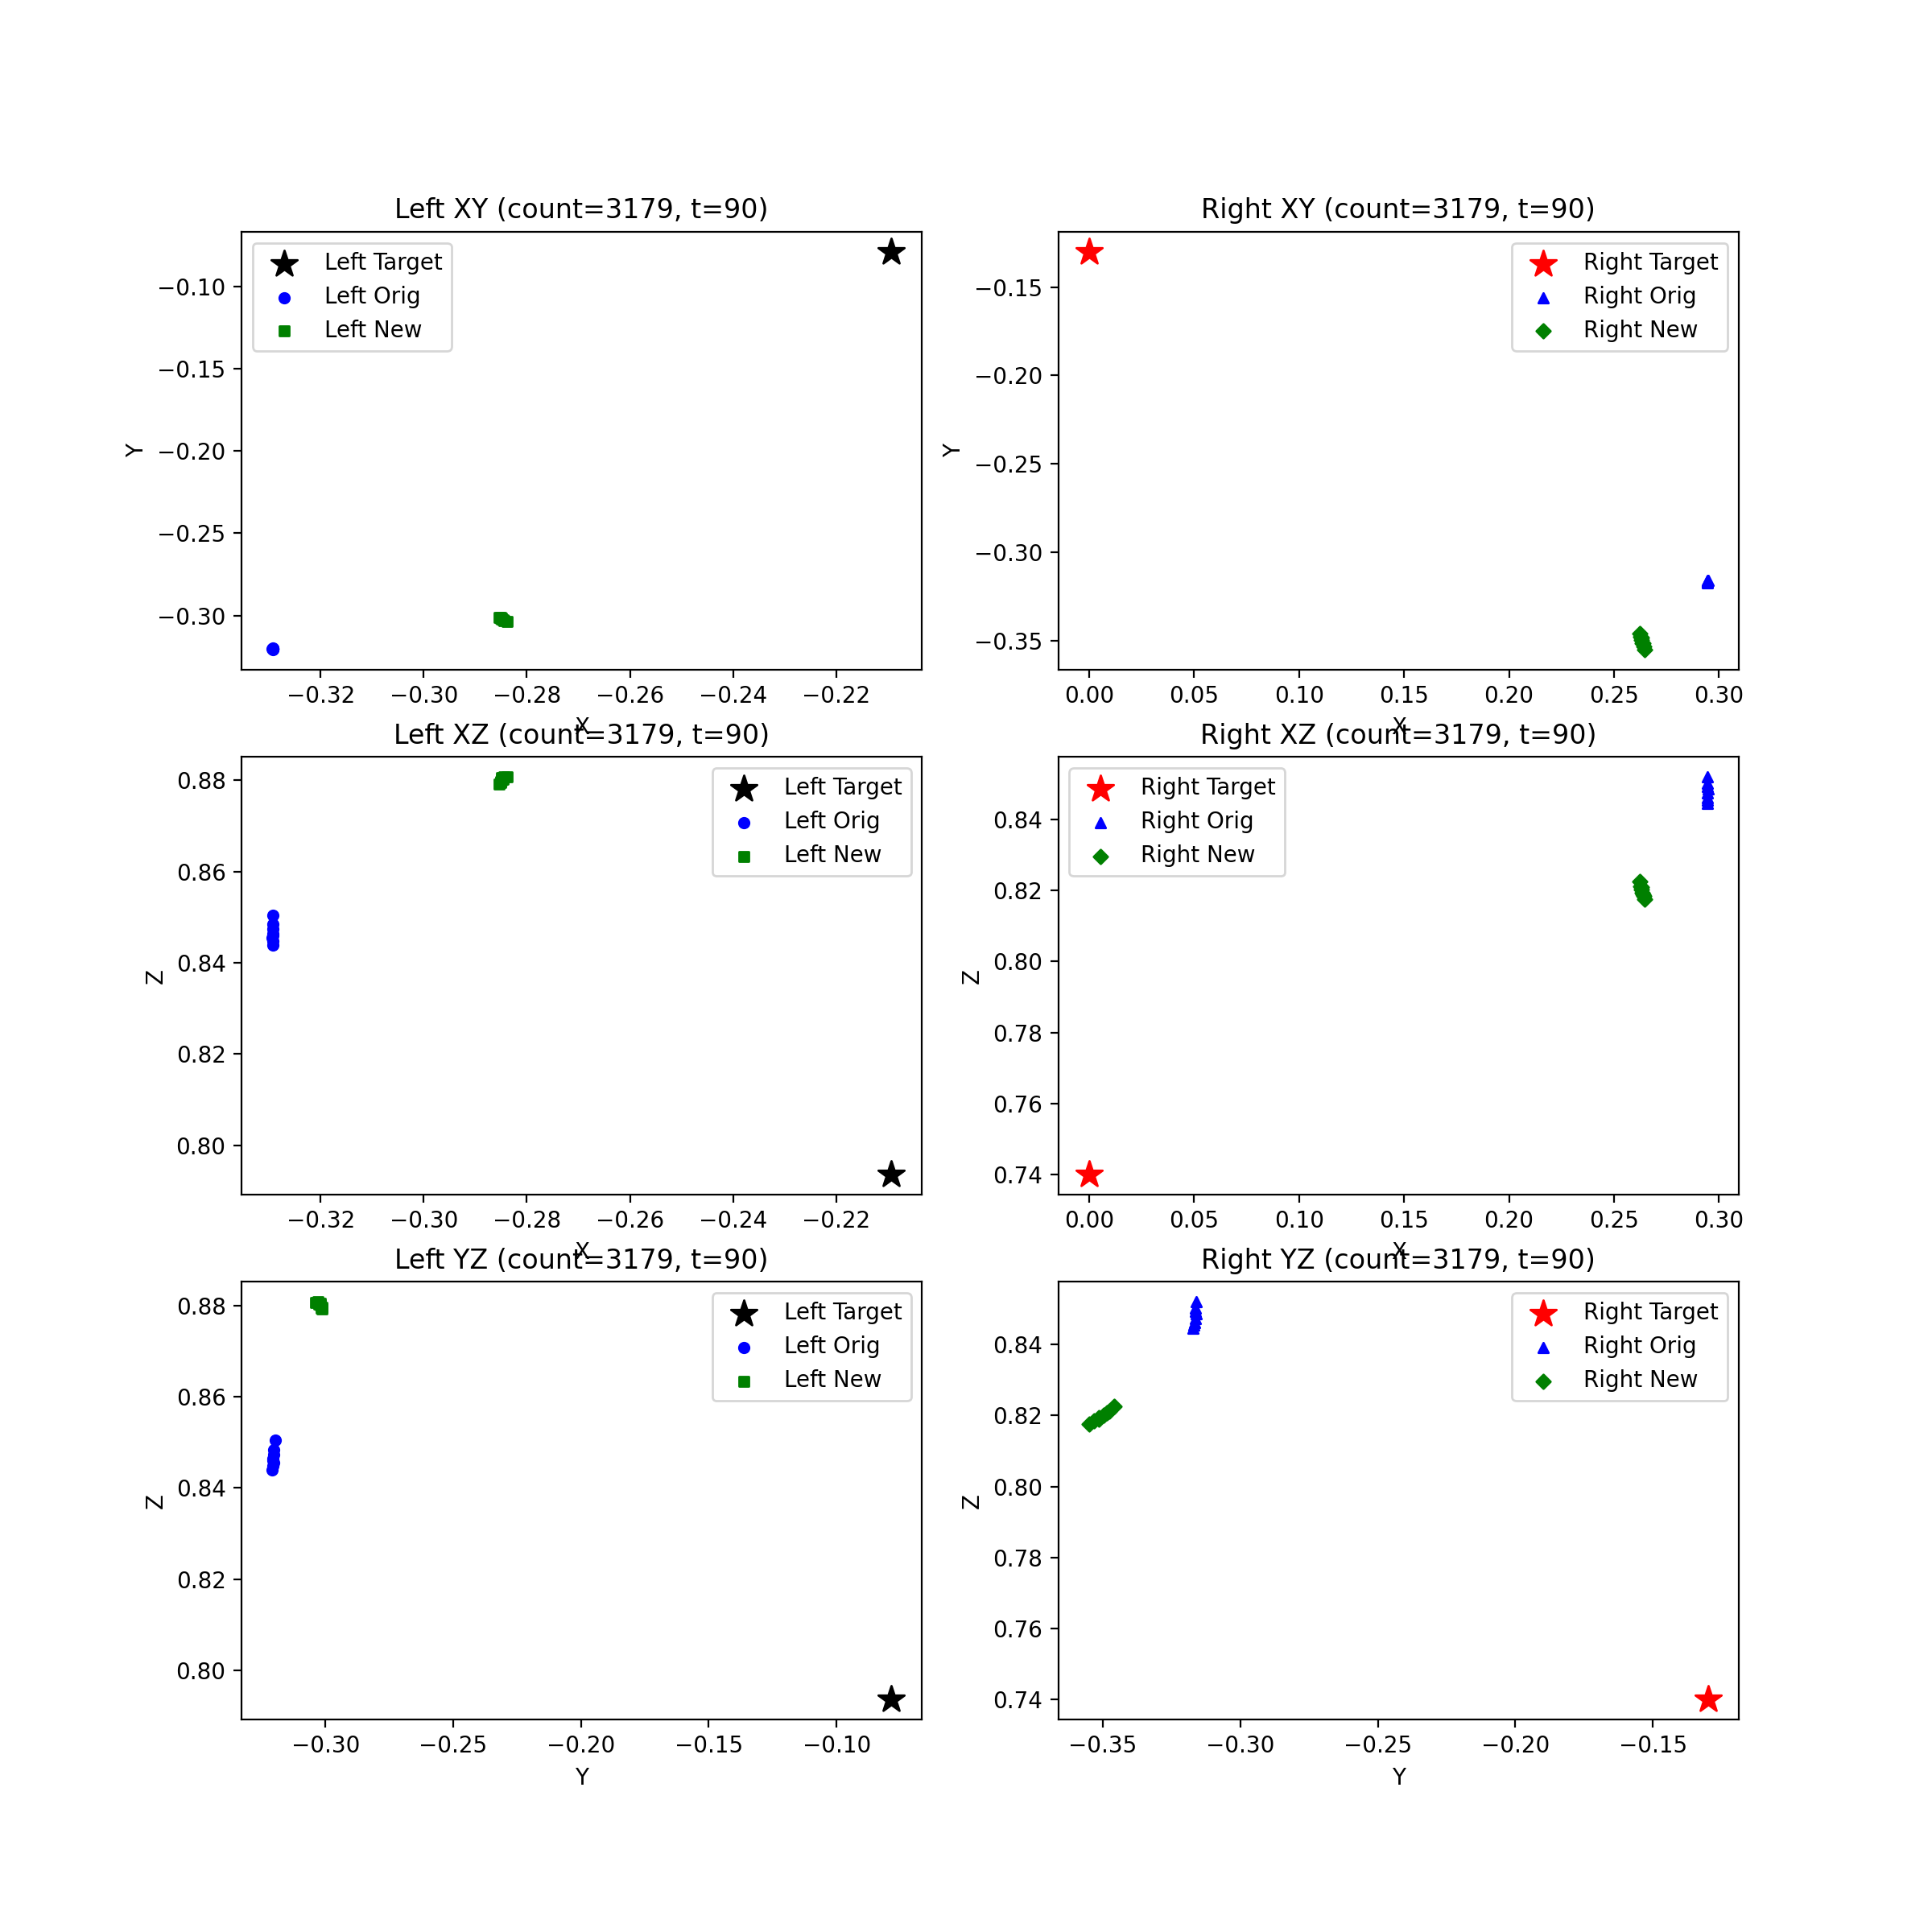 Left XY (count=3179, t=90)
Left Target
Left Orig
Left New
−0.10
−0.15
−0.20
−0.25
−0.30
Y
−0.32 −0.30 −0.28 −0.26 −0.24 −0.22
X
Right XY (count=3179, t=90)
Right Target
Right Orig
Right New
−0.15
−0.20
−0.25
−0.30
−0.35
Y
0.00 0.05 0.10 0.15 0.20 0.25 0.30
X
Left XZ (count=3179, t=90)
Left Target
Left Orig
Left New
0.88
0.86
0.84
0.82
0.80
Z
−0.32 −0.30 −0.28 −0.26 −0.24 −0.22
X
Right XZ (count=3179, t=90)
Right Target
Right Orig
Right New
0.84
0.82
0.80
0.78
0.76
0.74
Z
0.00 0.05 0.10 0.15 0.20 0.25 0.30
X
Left YZ (count=3179, t=90)
Left Target
Left Orig
Left New
0.88
0.86
0.84
0.82
0.80
Z
−0.30 −0.25 −0.20 −0.15 −0.10
Y
Right YZ (count=3179, t=90)
Right Target
Right Orig
Right New
0.84
0.82
0.80
0.78
0.76
0.74
Z
−0.35 −0.30 −0.25 −0.20 −0.15
Y